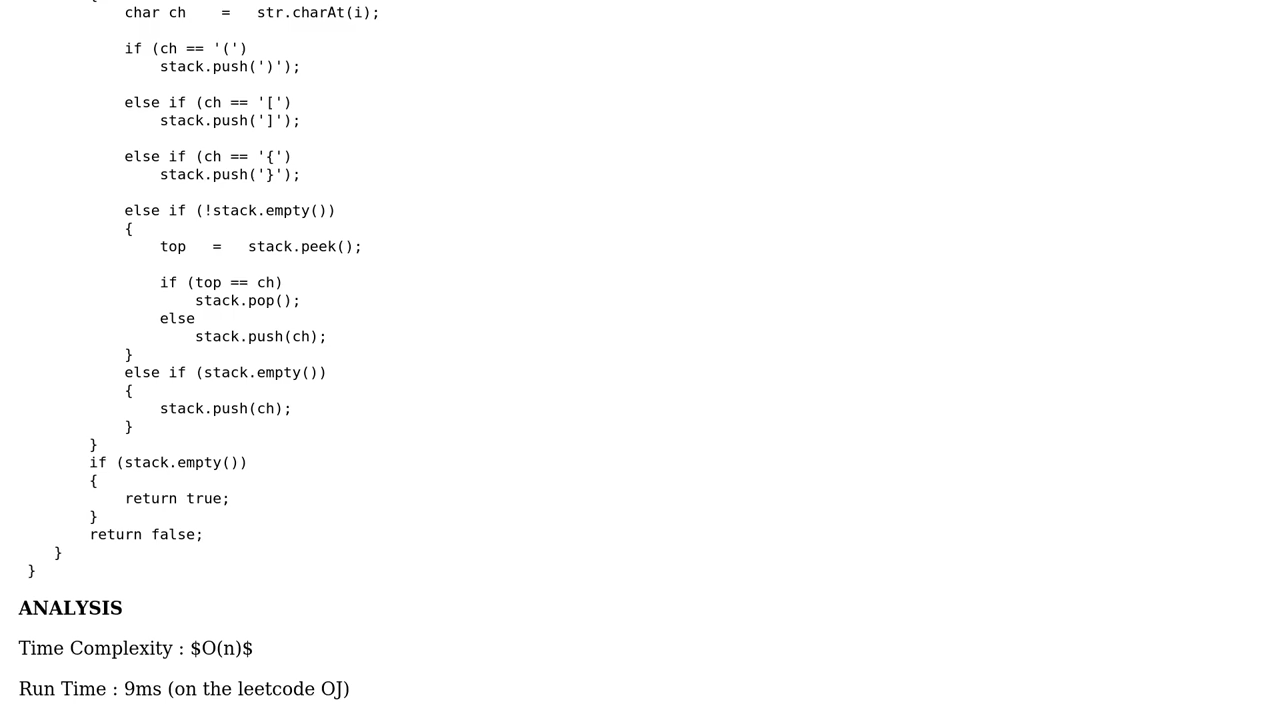 char ch    =   str.charAt(i);
if (ch == '(')
stack.push(')');
else if (ch == '[')
stack.push(']');
else if (ch == '{')
stack.push('}');
else if (!stack.empty())
{
top   =   stack.peek();
if (top == ch)
stack.pop();
else
stack.push(ch);
}
else if (stack.empty())
{
stack.push(ch);
}
}
if (stack.empty())
{
return true;
}
return false;
}
}
ANALYSIS
Time Complexity : $O(n)$
Run Time : 9ms (on the leetcode OJ)